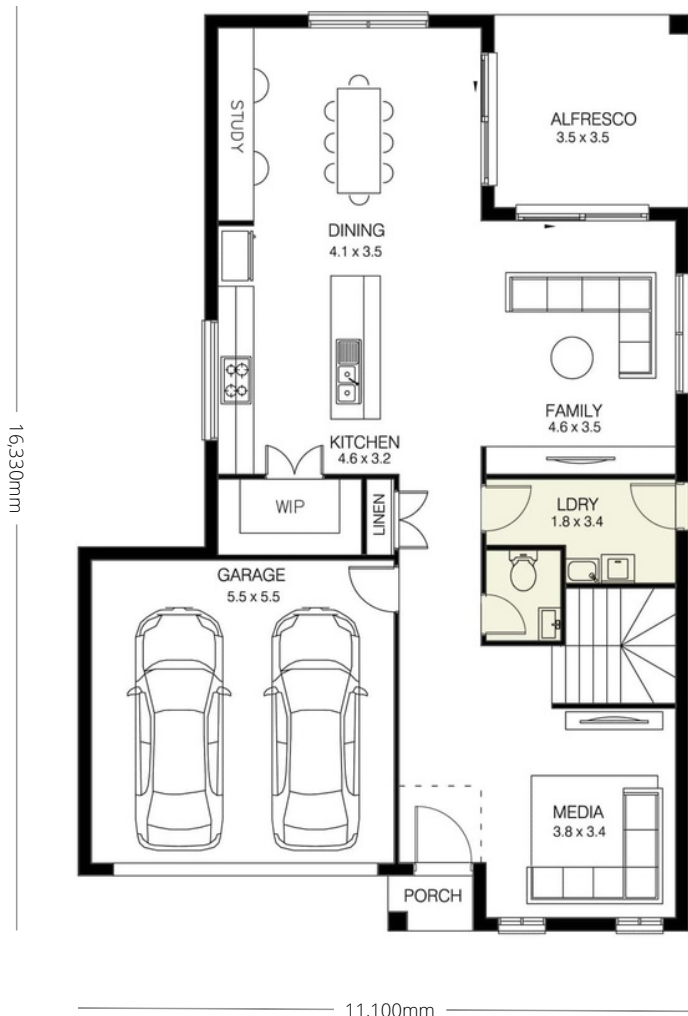 STUDY
ALFRESCO
3.5 x 3.5
DINING
4.1 x 3.5
FAMILY
4.6 x 3.5
KITCHEN
4.6 x 3.2
16,330mm
WIP
LINEN
LDRY
1.8 x 3.4
GARAGE
5.5 x 5.5
MEDIA
3.8 x 3.4
PORCH
11,100mm